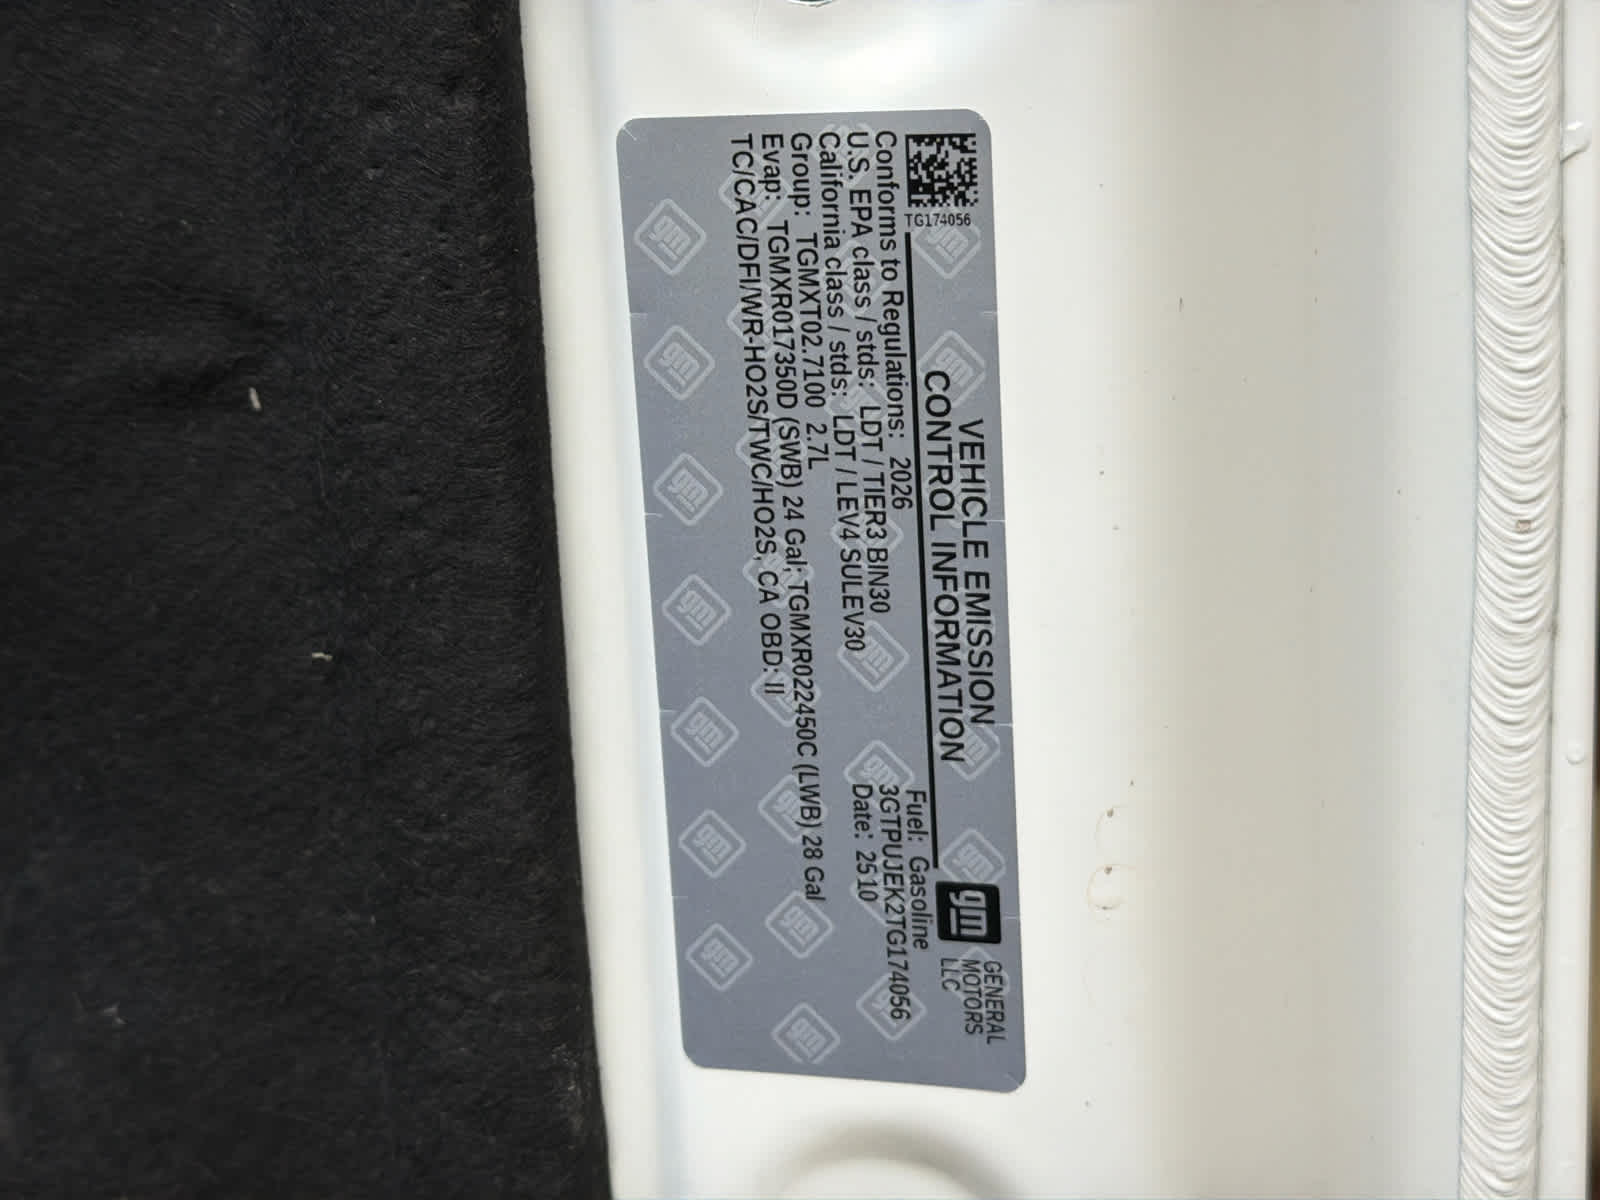 TG174056
VEHICLE EMISSION
CONTROL INFORMATION
gm GENERAL
MOTORS
LLC
Conforms to Regulations: 2026
Fuel: Gasoline
U.S. EPA class / stds: LDT / TIER3 BIN30
3GTPUJEK2TG174056
California class / stds: LDT / LEV4 SULEV30
Date: 2510
Group: TGMXT02.7100 2.7L
Evap: TGMXR017350D (SWB) 24 Gal; TGMXR022450C (LWB) 28 Gal
TC/CAC/DFI/WR-HO2S/TWC/HO2S, CA OBD: II